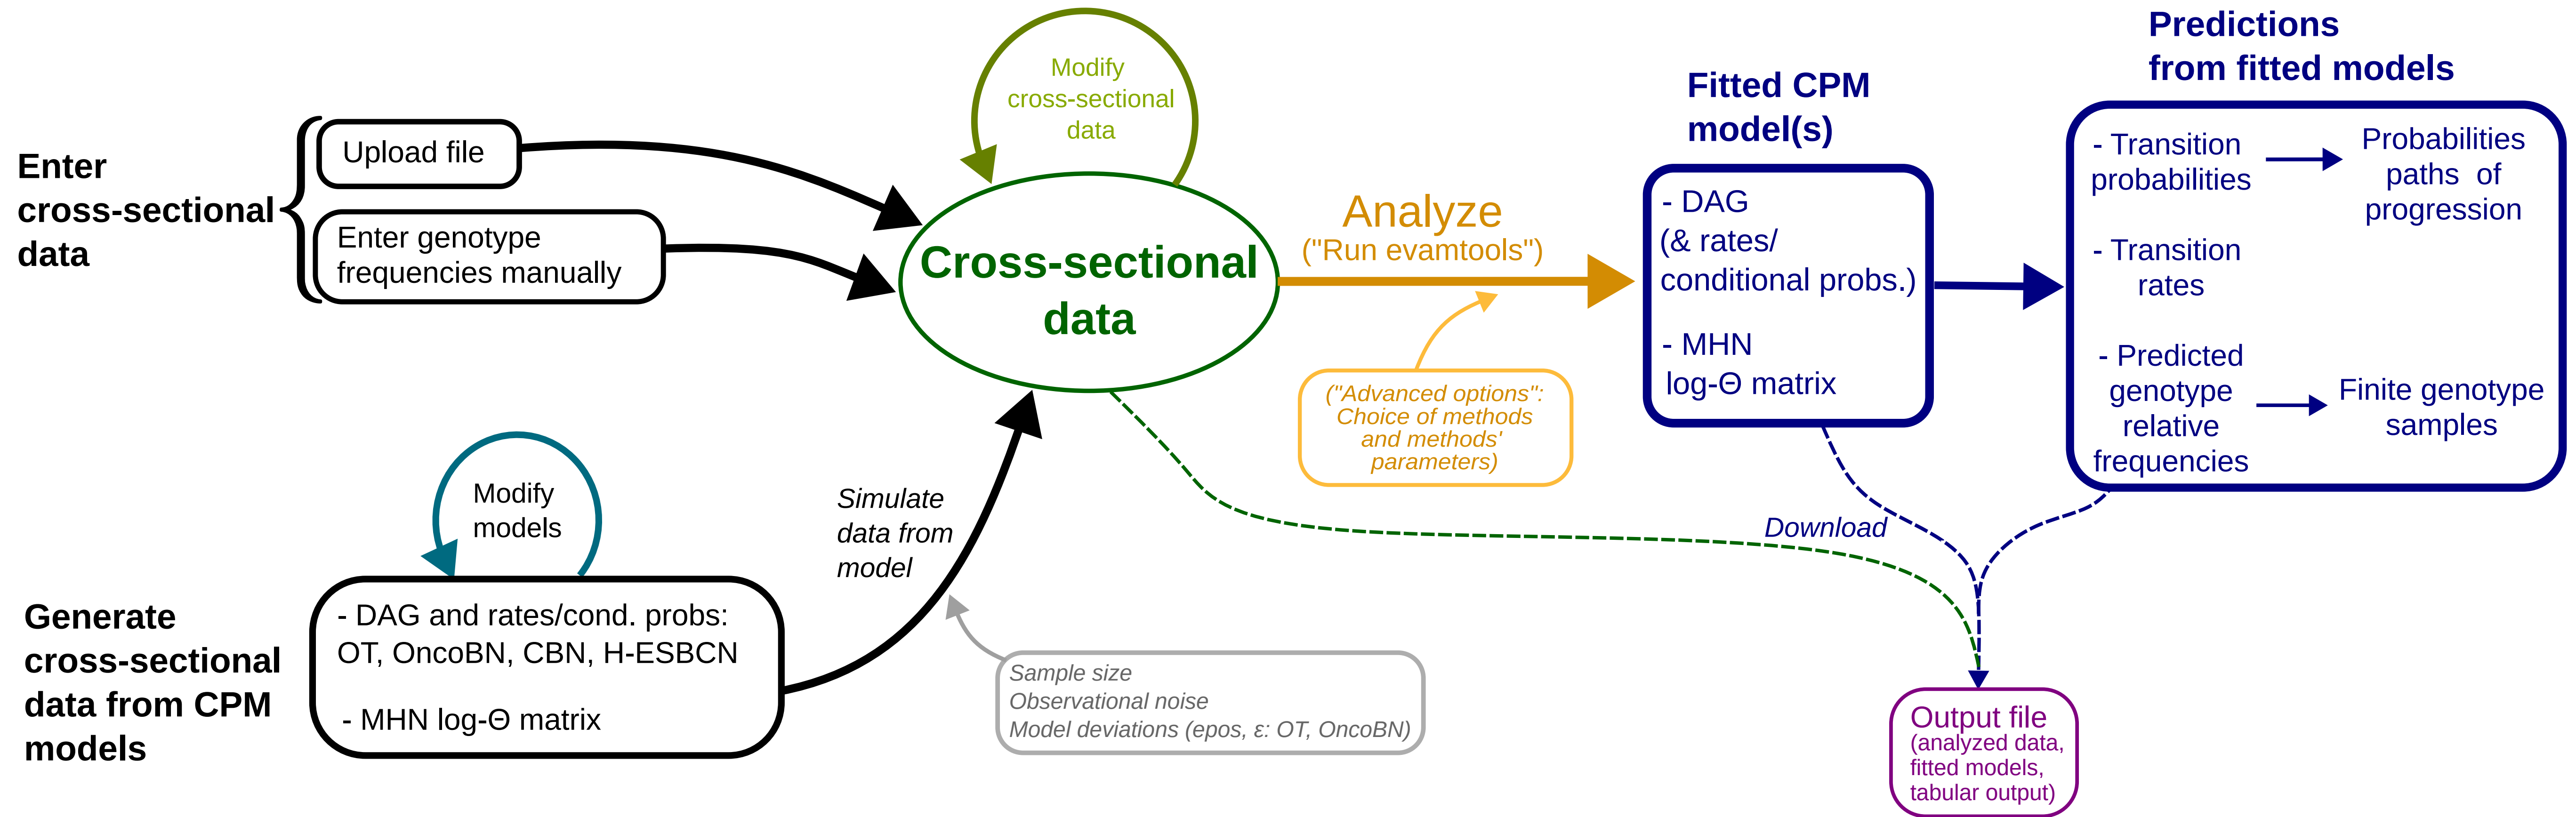 Enter
cross-sectional
data
Upload file
Enter genotype
frequencies manually
Modify
cross-sectional
data
Cross-sectional
data
Analyze
("Run evamtools")
("Advanced options":
Choice of methods
and methods'
parameters)
Fitted CPM
model(s)
- DAG
(& rates/
conditional probs.)
- MHN
log-Θ matrix
Predictions
from fitted models
- Transition
probabilities
Probabilities
paths of
progression
- Transition
rates
- Predicted
genotype
relative
frequencies
Finite genotype
samples
Generate
cross-sectional
data from CPM
models
Modify
models
- DAG and rates/cond. probs:
OT, OncoBN, CBN, H-ESBCN
- MHN log-Θ matrix
Simulate
data from
model
Sample size
Observational noise
Model deviations (epos, ε: OT, OncoBN)
Download
Output file
(analyzed data,
fitted models,
tabular output)